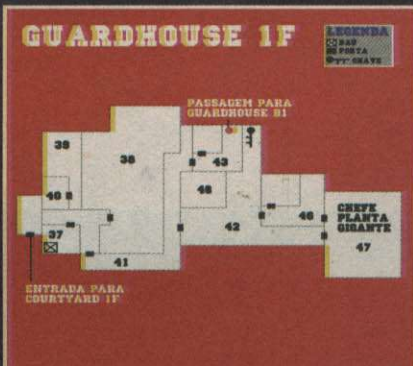 GUARDHOUSE 1F
LEGENDA
BAU
PORTA
CHAVE
PASSAGEM PARA
GUARDHOUSE B1
39
38
43
40
48
37
42
46
CHEFE
PLANTA
GIGANTE
47
41
ENTRADA PARA
COURTYARD 1F